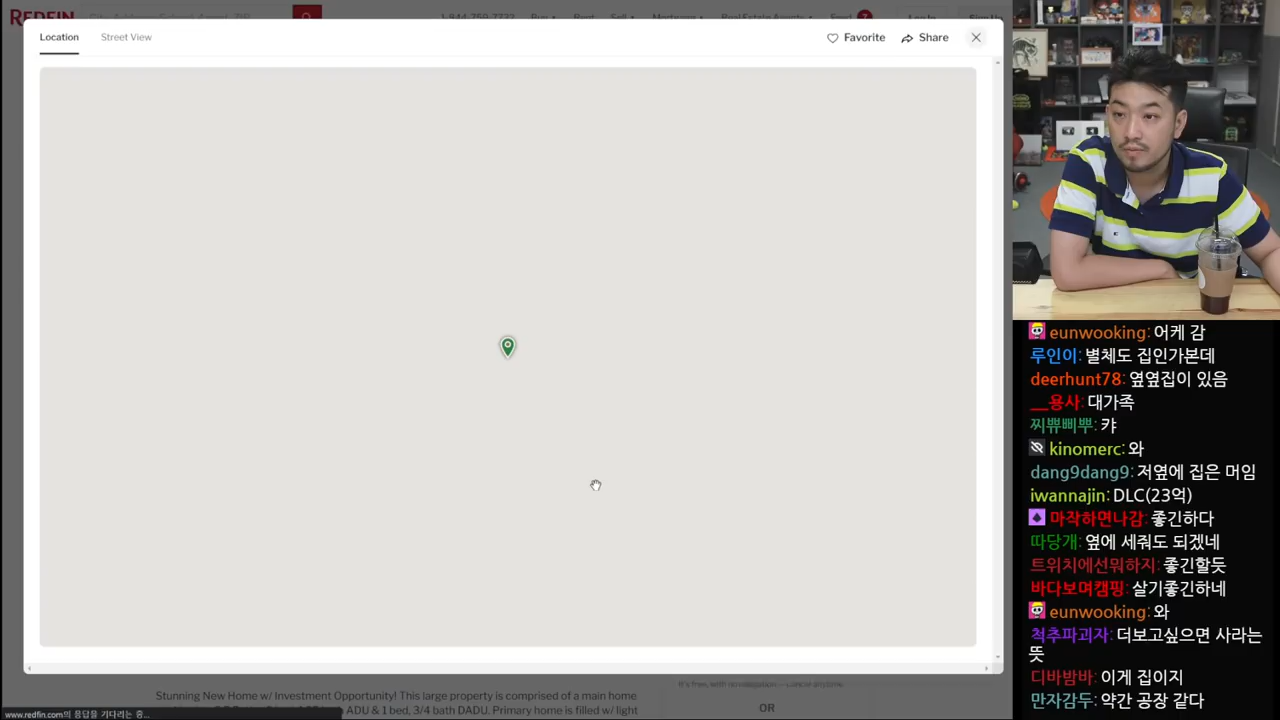 REDFIN
1-844-759-7732
Location
Street View
Favorite
Share
Stunning New Home w/ Investment Opportunity! This large property is comprised of a main home
ADU & 1 bed, 3/4 bath DADU. Primary home is filled w/ light
OR
www.redfin.com의 응답을 기다리는 중...
eunwooking: 어케 감
루인이: 별체도 집인가본데
deerhunt78: 옆옆집이 있음
__용사: 대가족
찌쀼삐뿌: 캬
kinomerc: 와
dang9dang9: 저옆에 집은 머임
iwannajin: DLC(23억)
마작하면나감: 좋긴하다
따당개: 옆에 세줘도 되겠네
트위치에선뭐하지: 좋긴할듯
바다보며캠핑: 살기좋긴하네
eunwooking: 와
척추파괴자: 더보고싶으면 사라는
뜻
디바밤바: 이게 집이지
만자감두: 약간 공장 같다